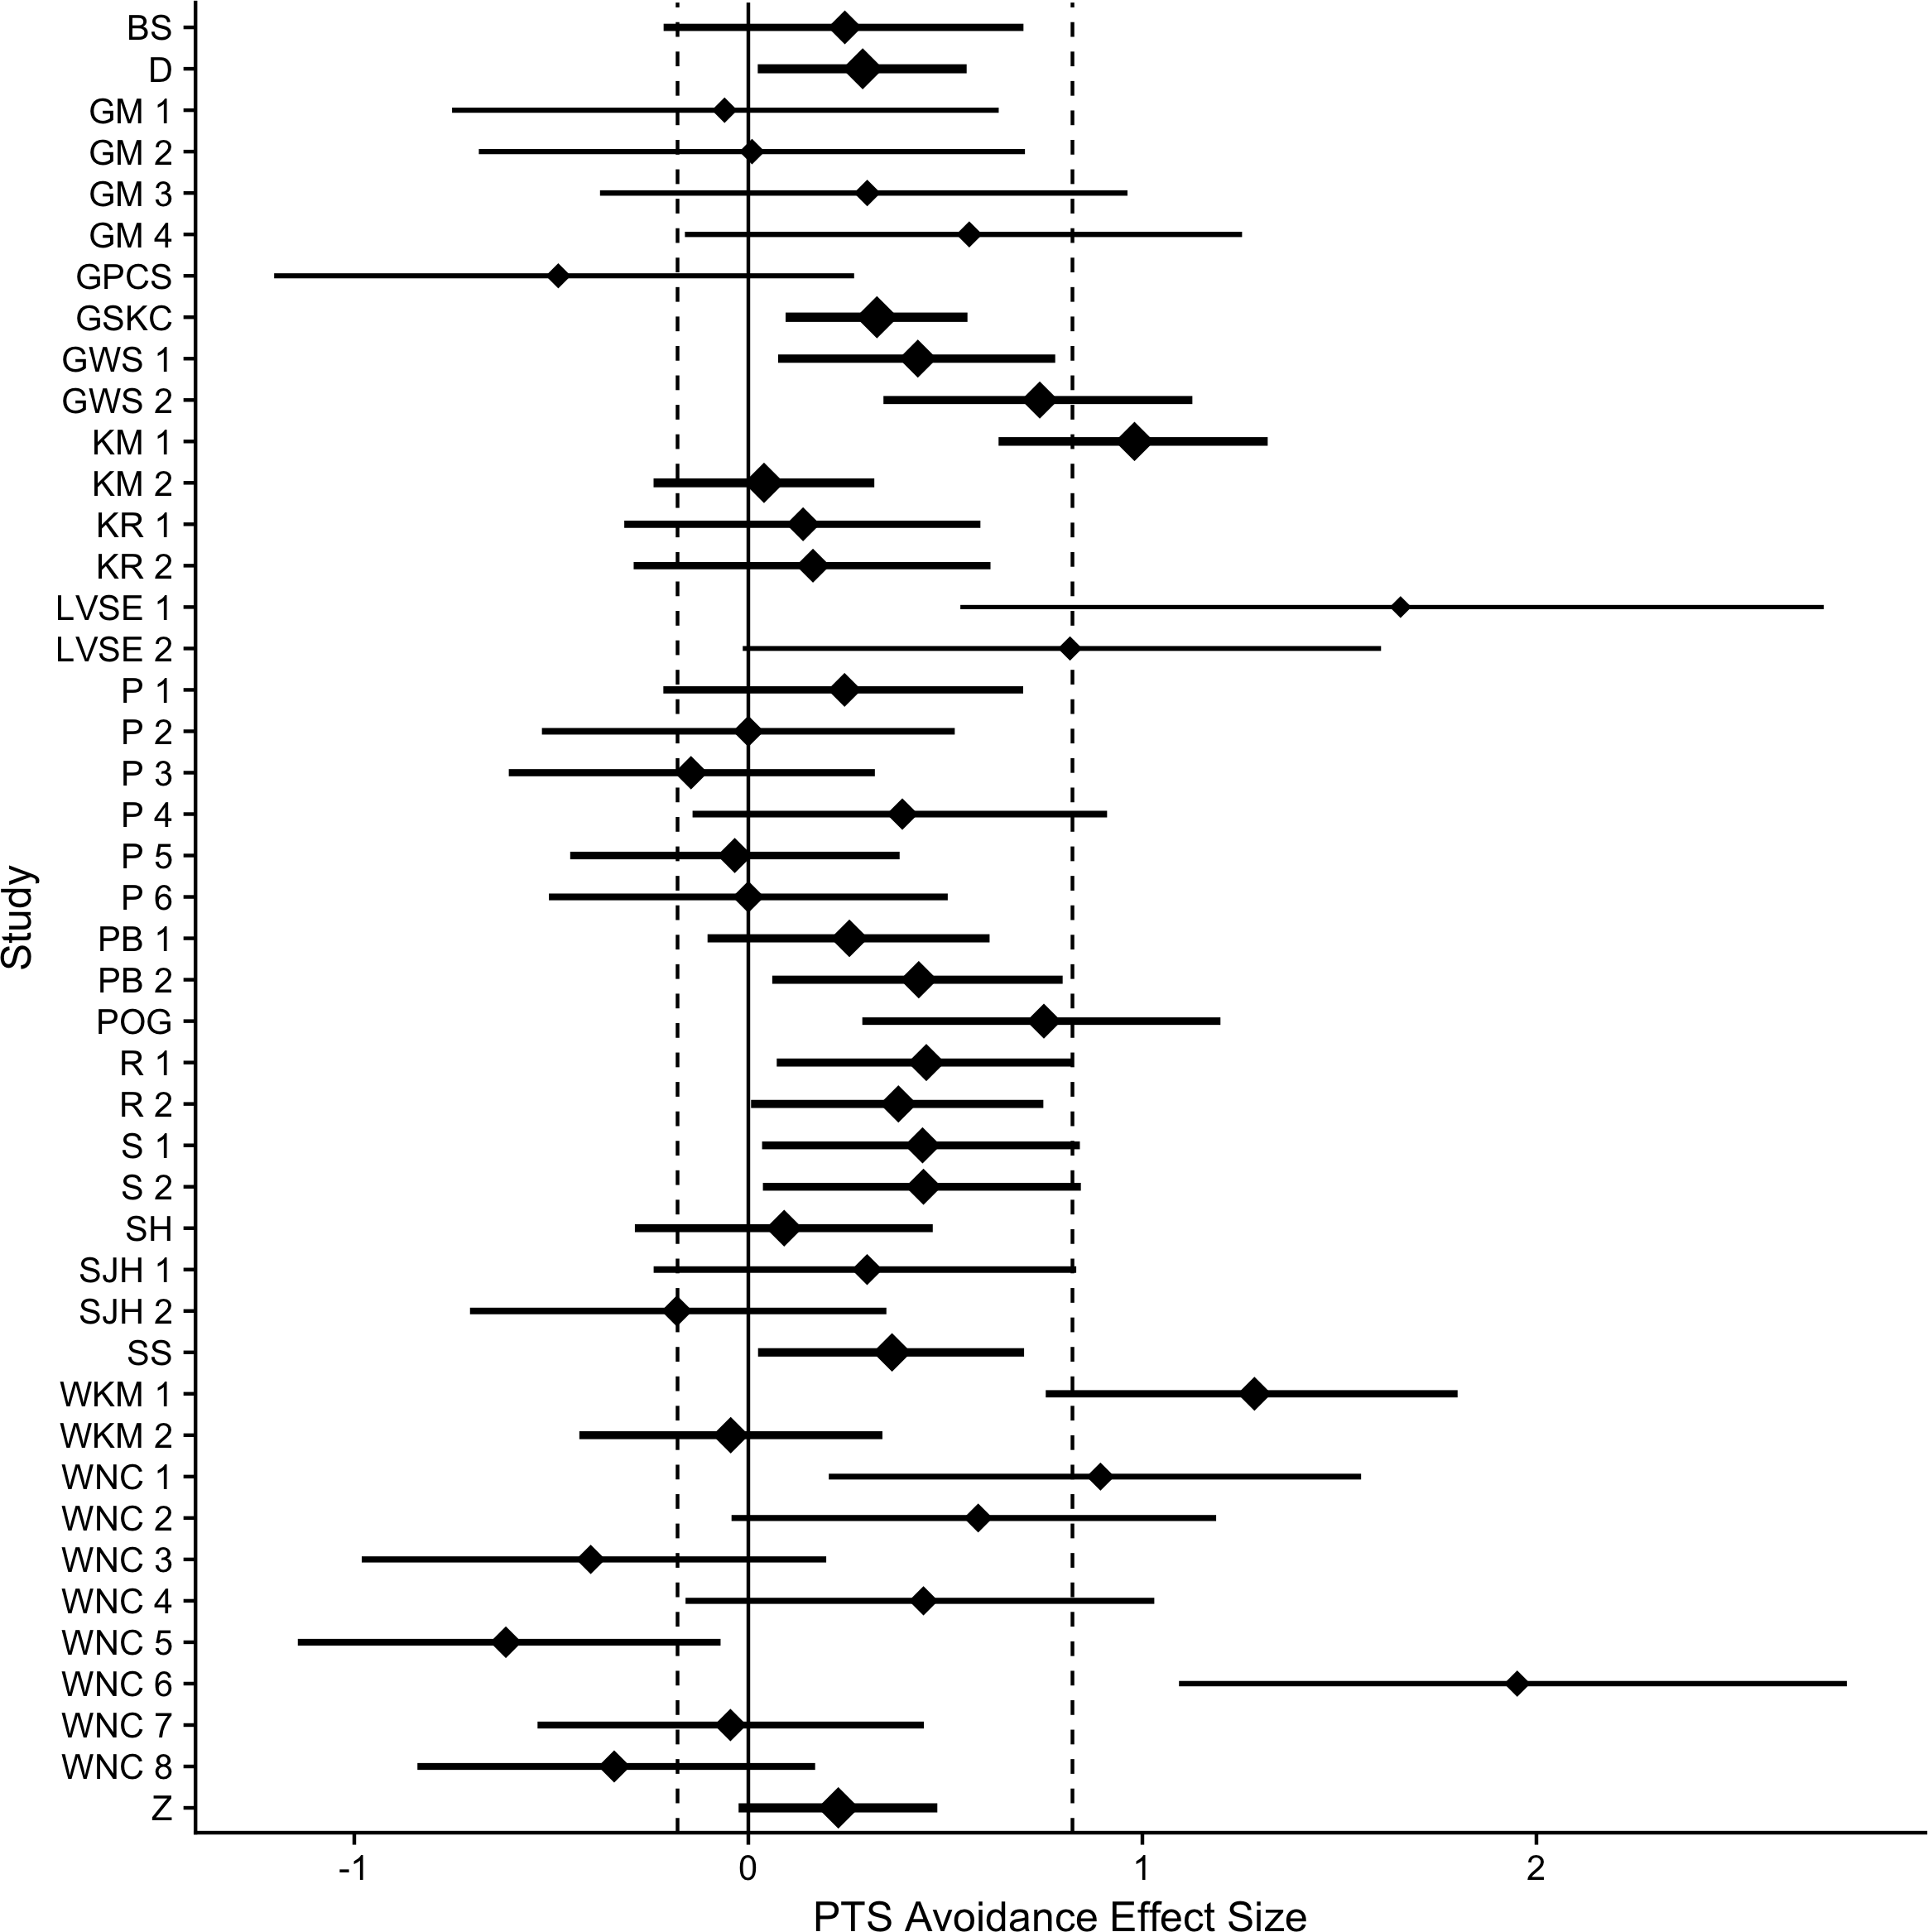 BS
D
GM 1
GM 2
GM 3
GM 4
GPCS
GSKC
GWS 1
GWS 2
KM 1
KM 2
KR 1
KR 2
LVSE 1
LVSE 2
P 1
P 2
P 3
P 4
P 5
P 6
PB 1
PB 2
POG
R 1
R 2
S 1
S 2
SH
SJH 1
SJH 2
SS
WKM 1
WKM 2
WNC 1
WNC 2
WNC 3
WNC 4
WNC 5
WNC 6
WNC 7
WNC 8
Z
Study
-1 0 1 2
PTS Avoidance Effect Size